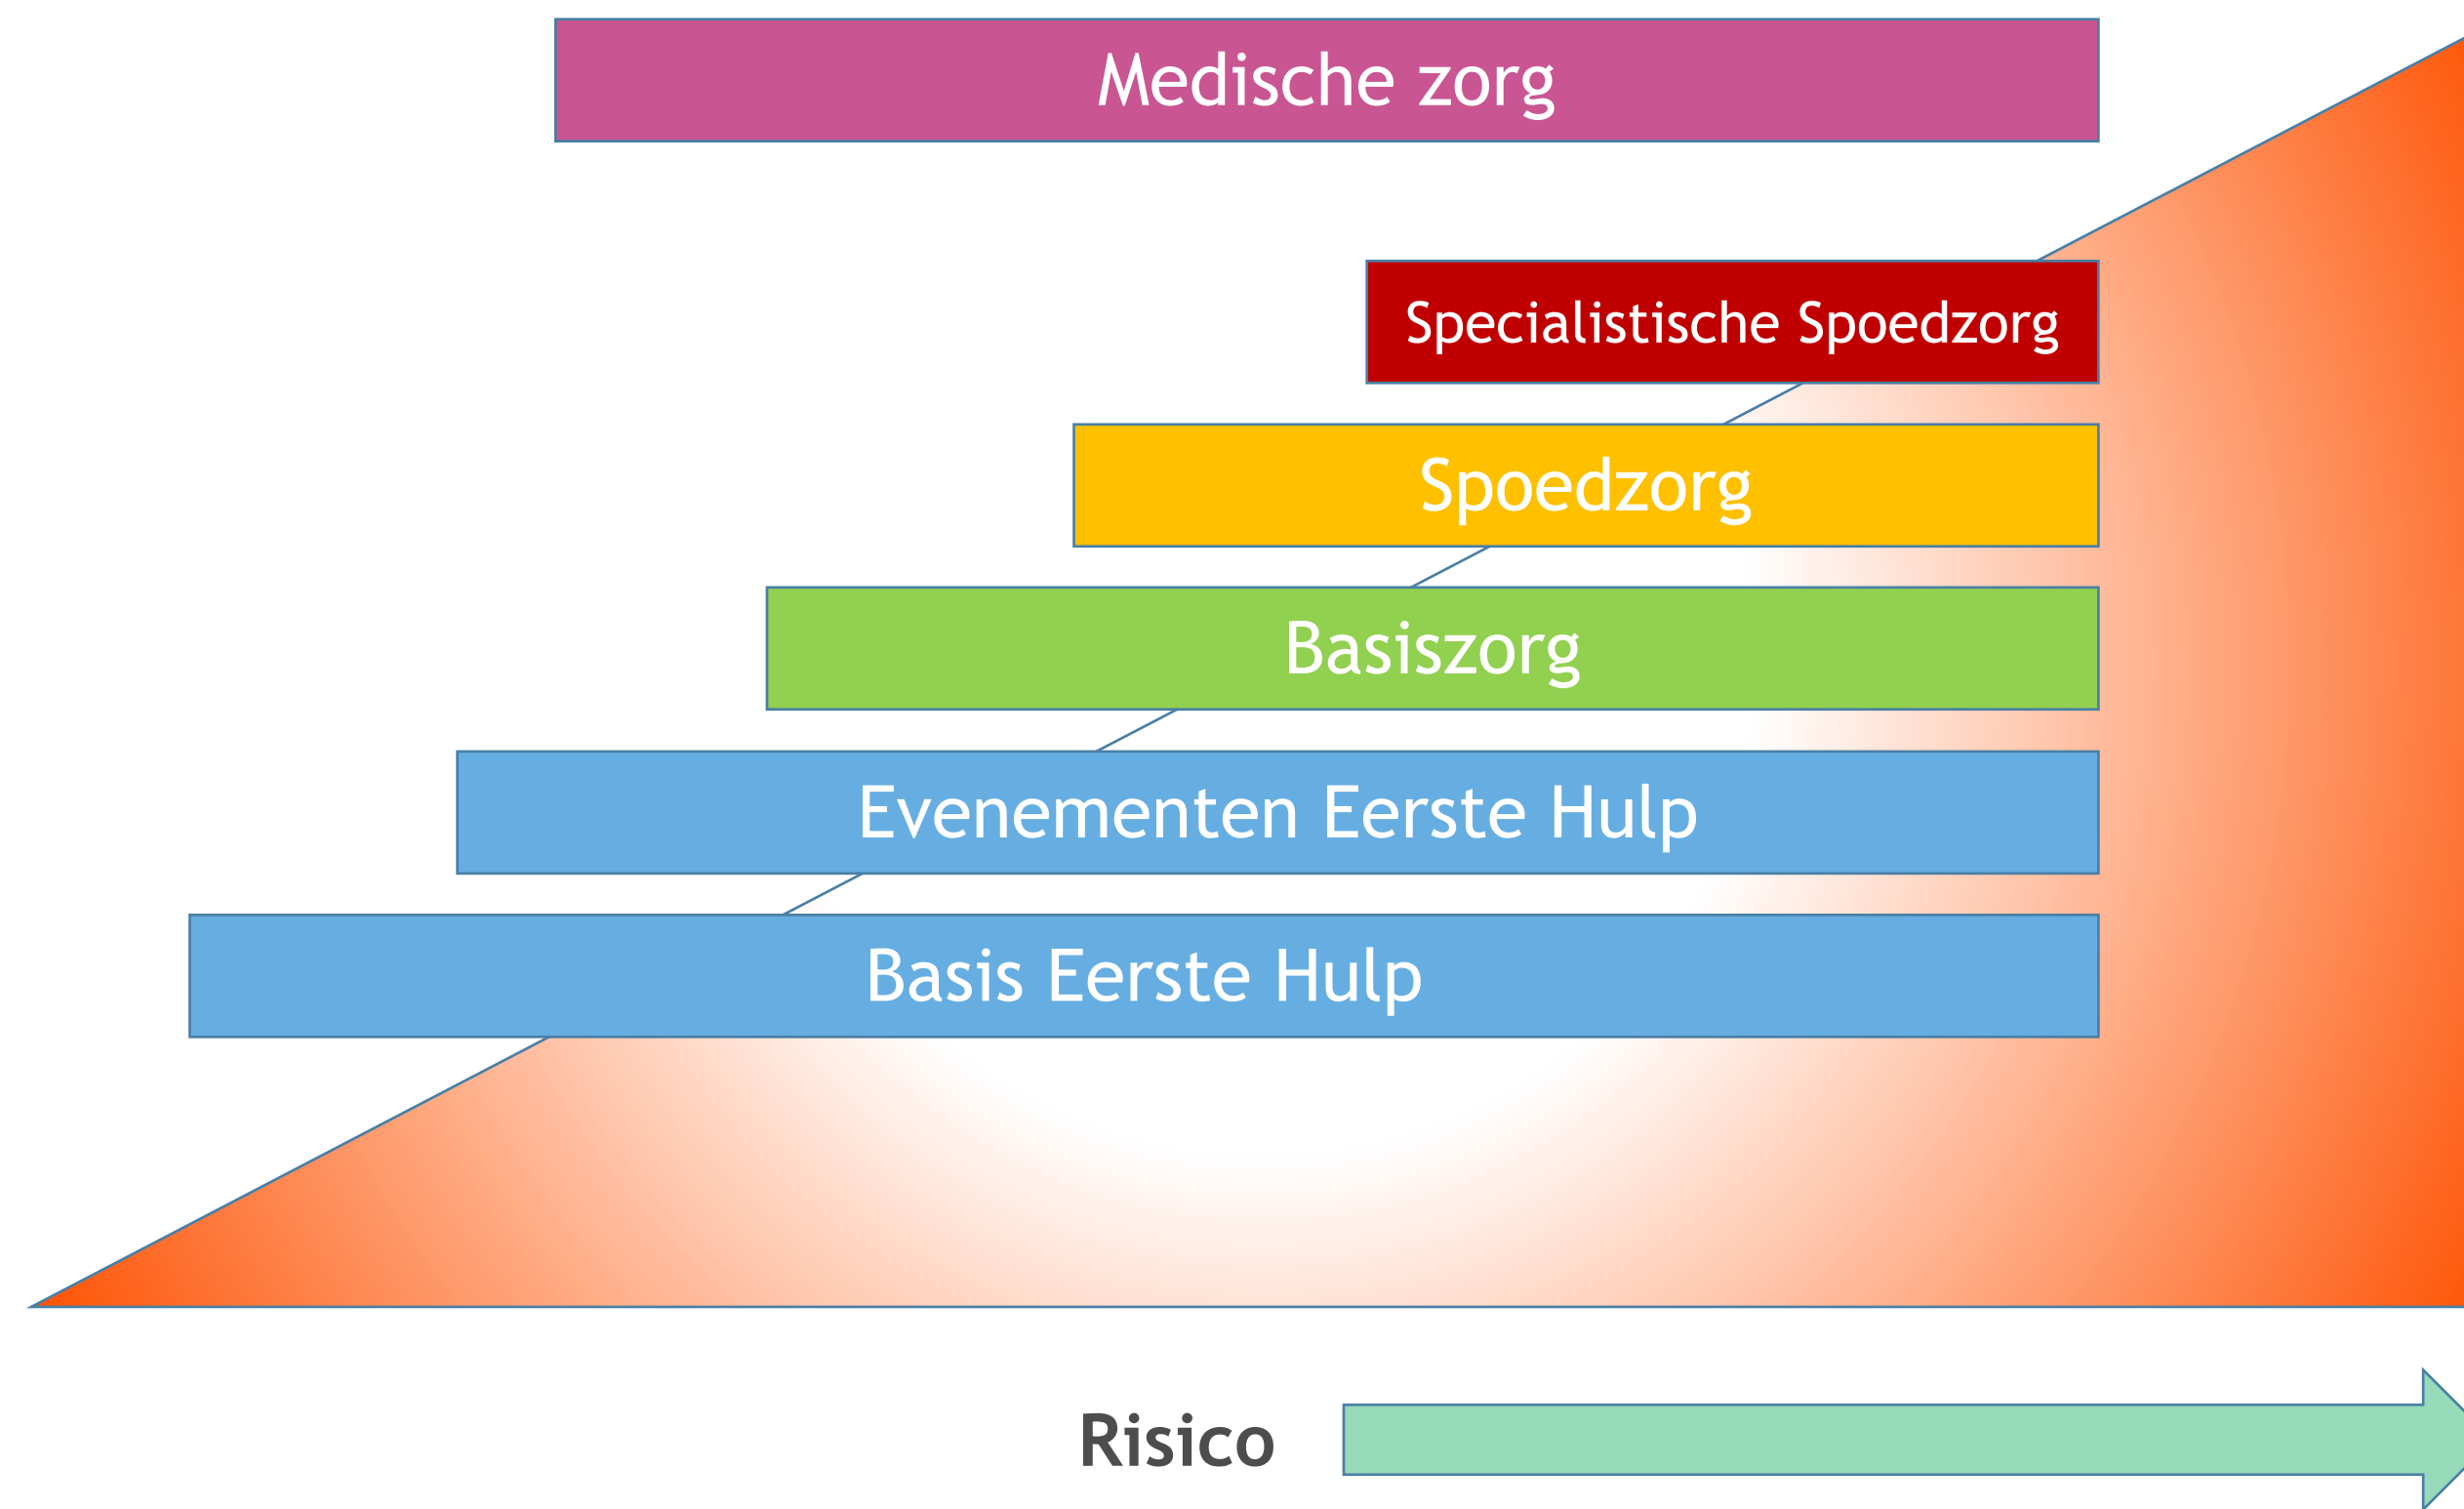 Medische zorg
Specialistische Spoedzorg
Spoedzorg
Basiszorg
Evenementen Eerste Hulp
Basis Eerste Hulp
Risico